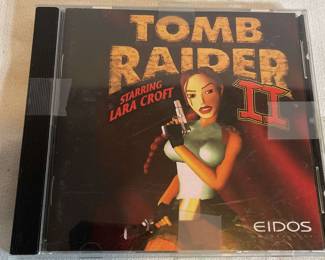 TOMB
RAIDER
II
STARRING
LARA CROFT
EIDOS